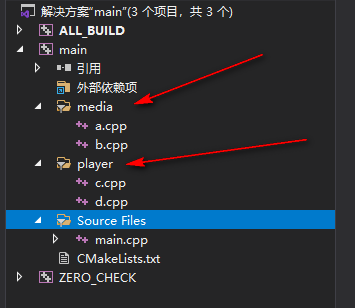 解决方案"main"(3 个项目，共 3 个)
ALL_BUILD
main
引用
外部依赖项
media
a.cpp
b.cpp
player
c.cpp
d.cpp
Source Files
main.cpp
CMakeLists.txt
ZERO_CHECK